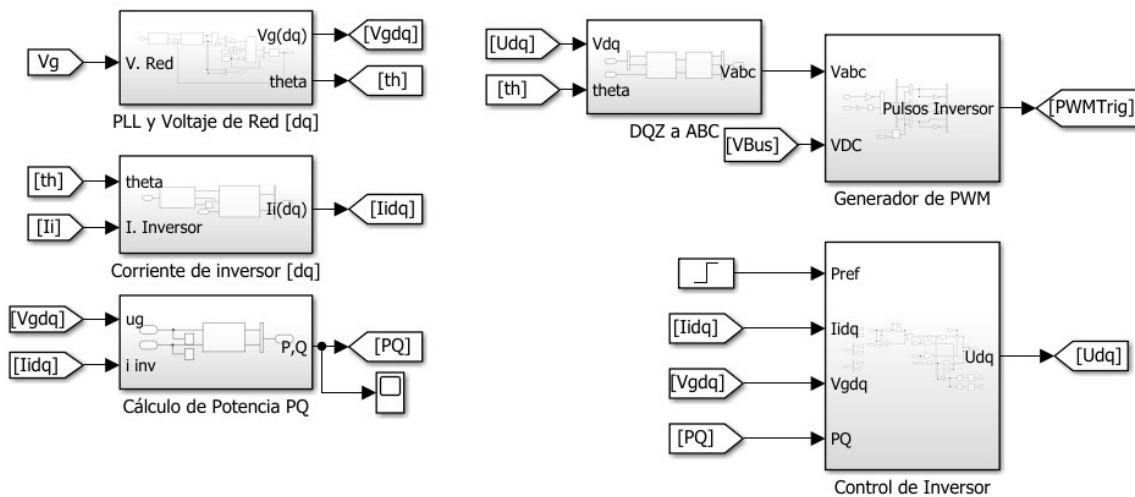 Vg
V. Red
Vg(dq)
theta
[Vgdq]
[th]
PLL y Voltaje de Red [dq]
[th]
[Ii]
theta
I. Inversor
Ii(dq)
[Iidq]
Corriente de inversor [dq]
[Vgdq]
[Iidq]
ug
i inv
P,Q
[PQ]
Cálculo de Potencia PQ
[Udq]
[th]
Vdq
theta
Vabc
DQZ a ABC
[VBus]
Vabc
VDC
Pulsos Inversor
[PWMTrig]
Generador de PWM
[Iidq]
[Vgdq]
[PQ]
Pref
Iidq
Vgdq
PQ
Udq
[Udq]
Control de Inversor